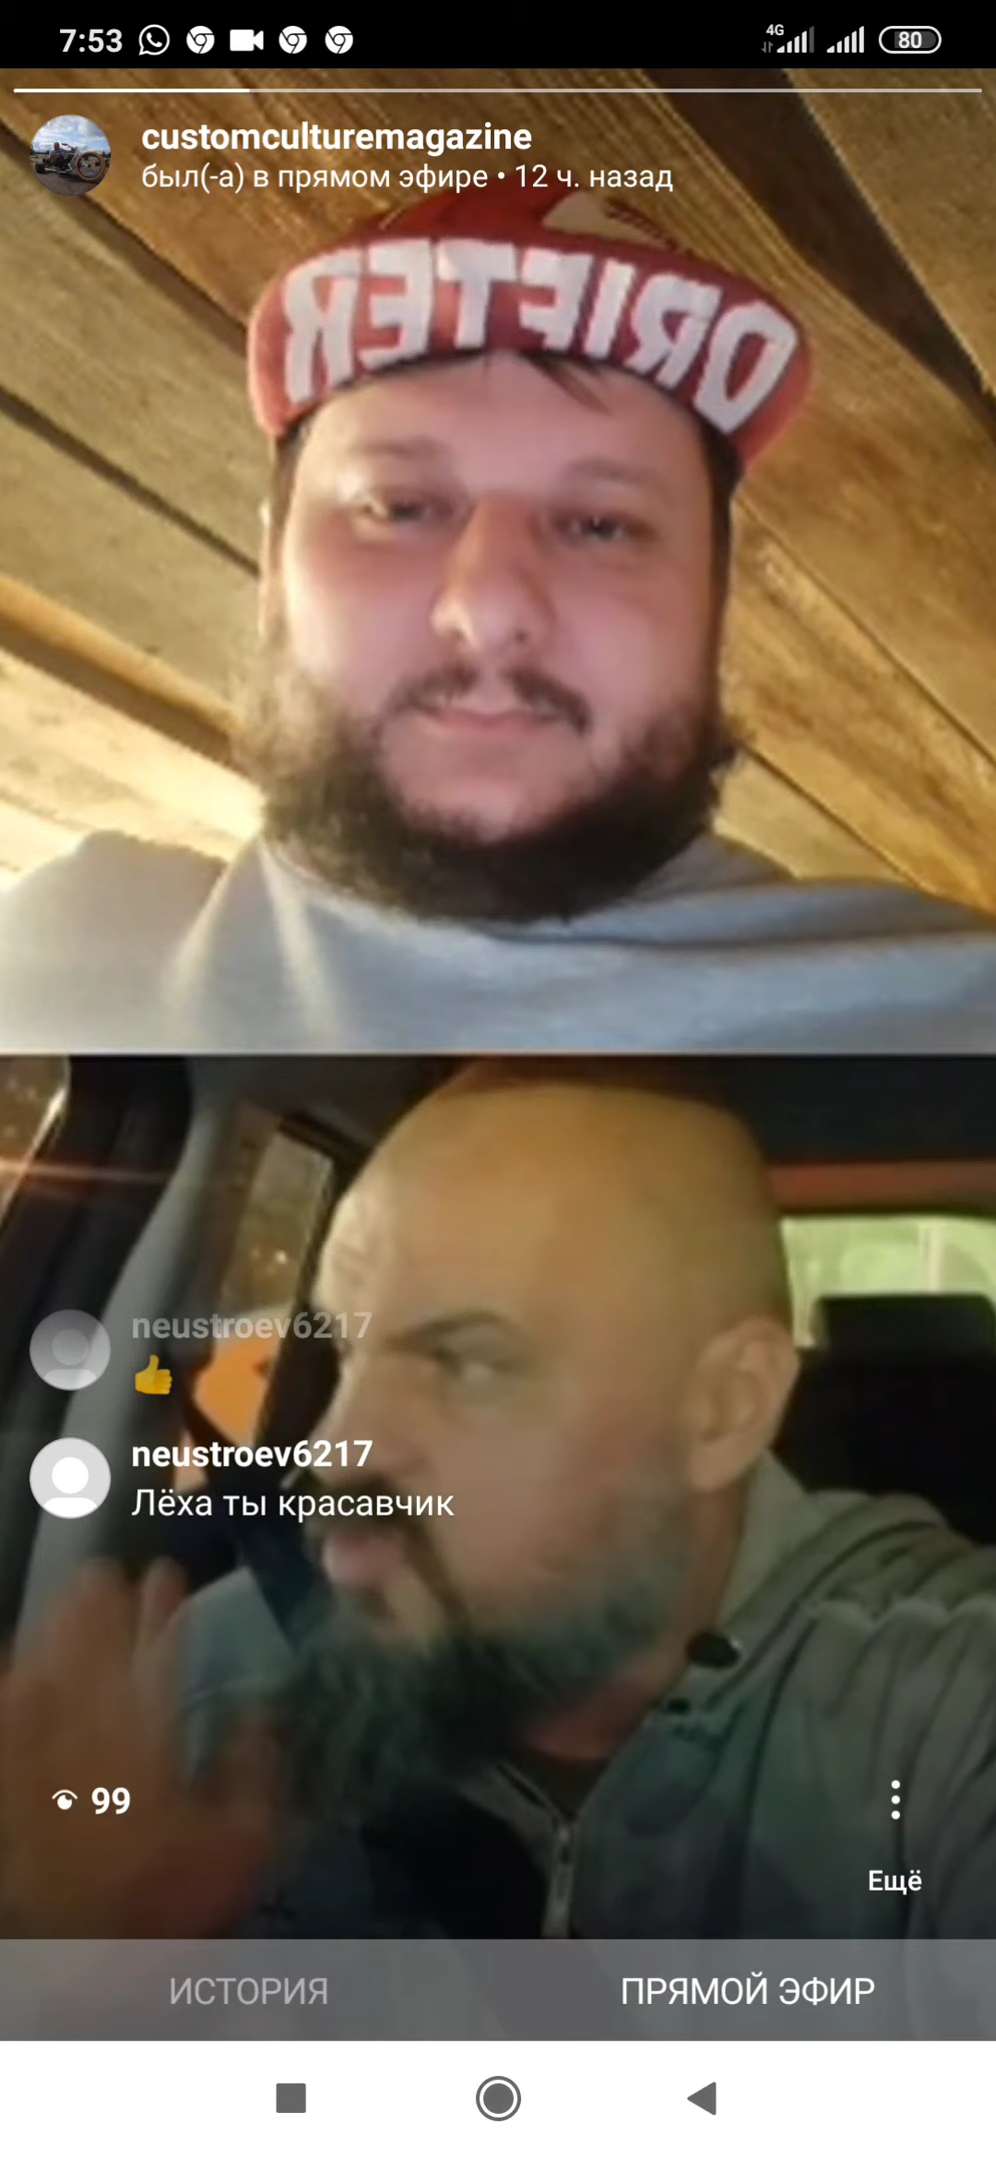 7:53
4G
80
customculturemagazine
был(-а) в прямом эфире • 12 ч. назад
DRIFTER
neustroev6217
👍
neustroev6217
Лёха ты красавчик
99
Ещё
ИСТОРИЯ
ПРЯМОЙ ЭФИР